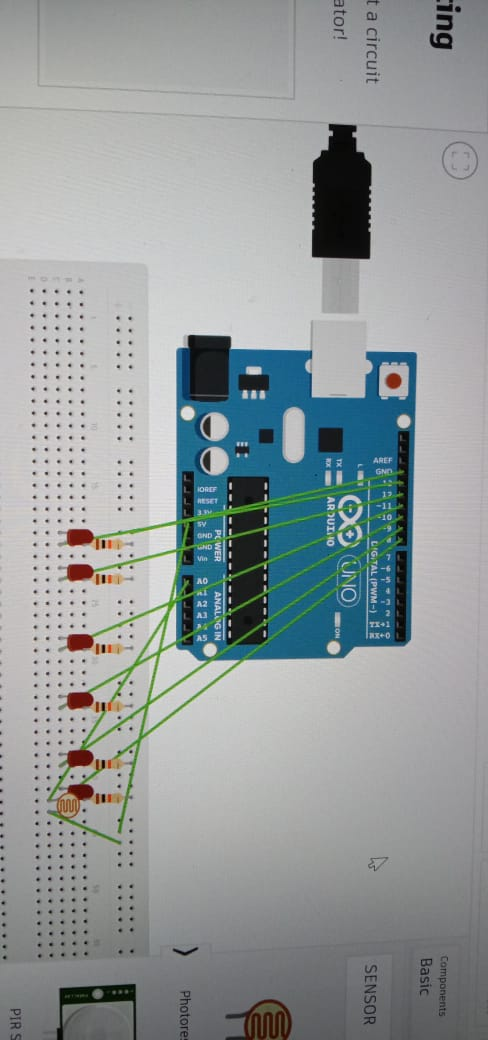 ing
t a circuit
ator!
Components
Basic
SENSOR
AREF
GND
13
12
~11
~10
~9
8
7
~6
~5
4
~3
2
TX→1
RX←0
DIGITAL (PWM~)
L
TX
RX
ARDUINO
UNO
ON
IOREF
RESET
3.3V
5V
GND
GND
Vin
POWER
A0
A1
A2
A3
A4
A5
ANALOG IN
Photores
PIR S